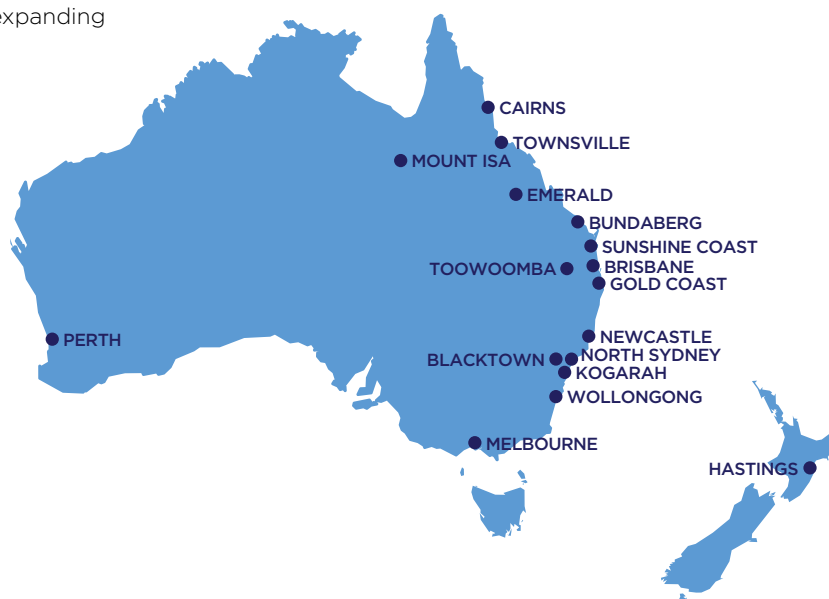 expanding
CAIRNS
TOWNSVILLE
MOUNT ISA
EMERALD
BUNDABERG
SUNSHINE COAST
BRISBANE
TOOWOOMBA
GOLD COAST
NEWCASTLE
PERTH
NORTH SYDNEY
BLACKTOWN
KOGARAH
WOLLONGONG
MELBOURNE
HASTINGS